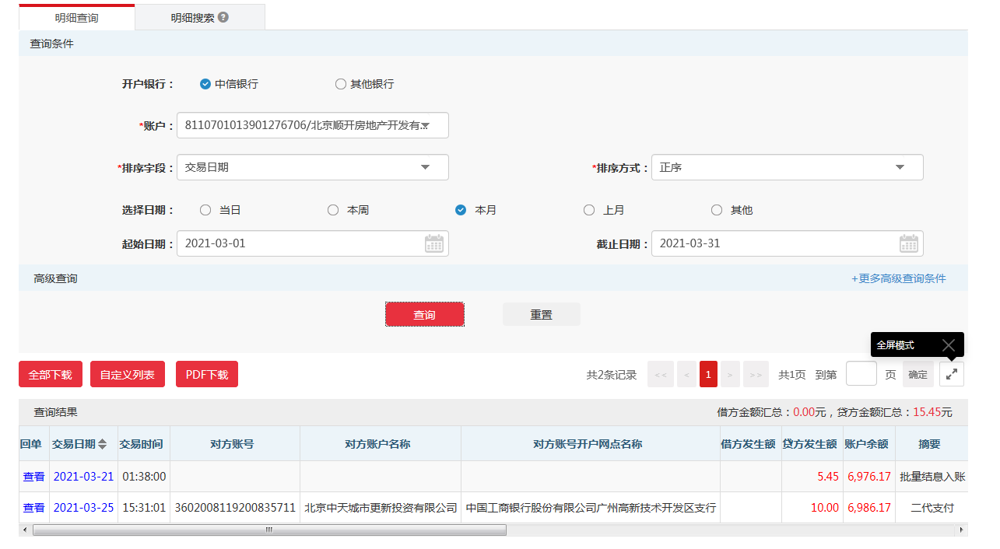 明细查询 明细搜索 ?
查询条件
开户银行： 中信银行 其他银行
*账户： 8110701013901276706/北京顺开房地产开发有...
*排序字段： 交易日期 *排序方式： 正序
选择日期： 当日 本周 本月 上月 其他
起始日期： 2021-03-01 截止日期： 2021-03-31
高级查询 +更多高级查询条件
查询 重置
全屏模式
全部下载 自定义列表 PDF下载 共2条记录 << < 1 > >> 共1页 到第 页 确定
查询结果 借方金额汇总：0.00元，贷方金额汇总：15.45元
回单 交易日期 交易时间 对方账号 对方账户名称 对方账号开户网点名称 借方发生额 贷方发生额 账户余额 摘要
查看 2021-03-21 01:38:00 5.45 6,976.17 批量结息入账
查看 2021-03-25 15:31:01 3602008119200835711 北京中天城市更新投资有限公司 中国工商银行股份有限公司广州高新技术开发区支行 10.00 6,986.17 二代支付